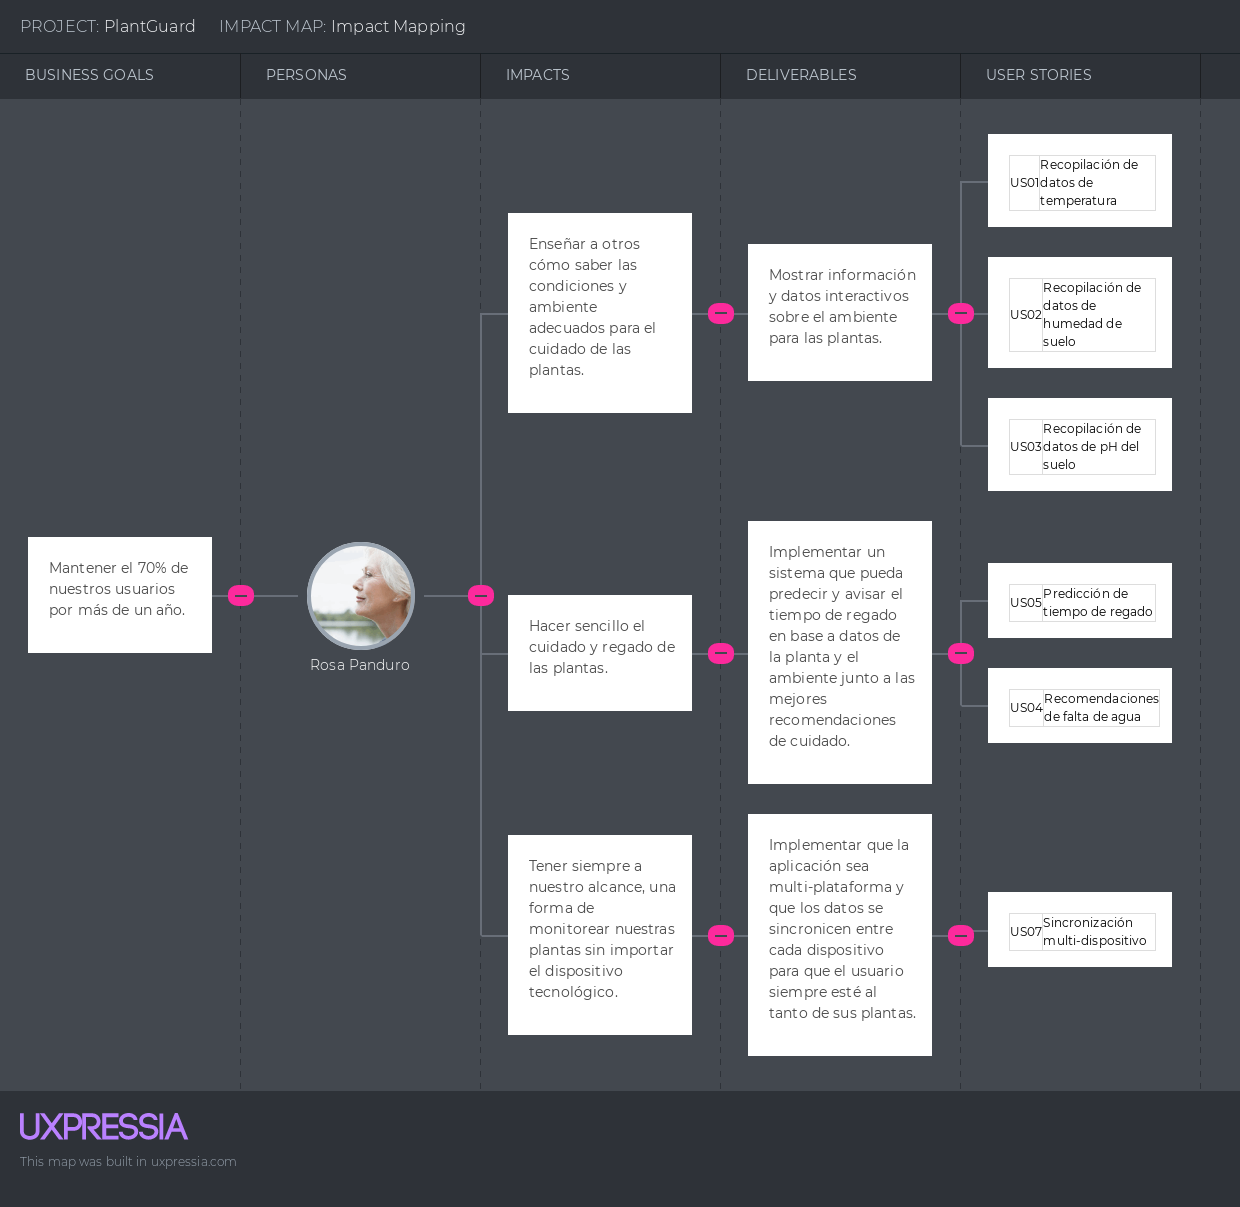 PROJECT: PlantGuard IMPACT MAP: Impact Mapping
BUSINESS GOALS
PERSONAS
IMPACTS
DELIVERABLES
USER STORIES
Mantener el 70% de
nuestros usuarios
por más de un año.
Rosa Panduro
Enseñar a otros
cómo saber las
condiciones y
ambiente
adecuados para el
cuidado de las
plantas.
Mostrar información
y datos interactivos
sobre el ambiente
para las plantas.
US01
Recopilación de
datos de
temperatura
US02
Recopilación de
datos de
humedad de
suelo
US03
Recopilación de
datos de pH del
suelo
Hacer sencillo el
cuidado y regado de
las plantas.
Implementar un
sistema que pueda
predecir y avisar el
tiempo de regado
en base a datos de
la planta y el
ambiente junto a las
mejores
recomendaciones
de cuidado.
US05
Predicción de
tiempo de regado
US04
Recomendaciones
de falta de agua
Tener siempre a
nuestro alcance, una
forma de
monitorear nuestras
plantas sin importar
el dispositivo
tecnológico.
Implementar que la
aplicación sea
multi-plataforma y
que los datos se
sincronicen entre
cada dispositivo
para que el usuario
siempre esté al
tanto de sus plantas.
US07
Sincronización
multi-dispositivo
UXPRESSIA
This map was built in uxpressia.com